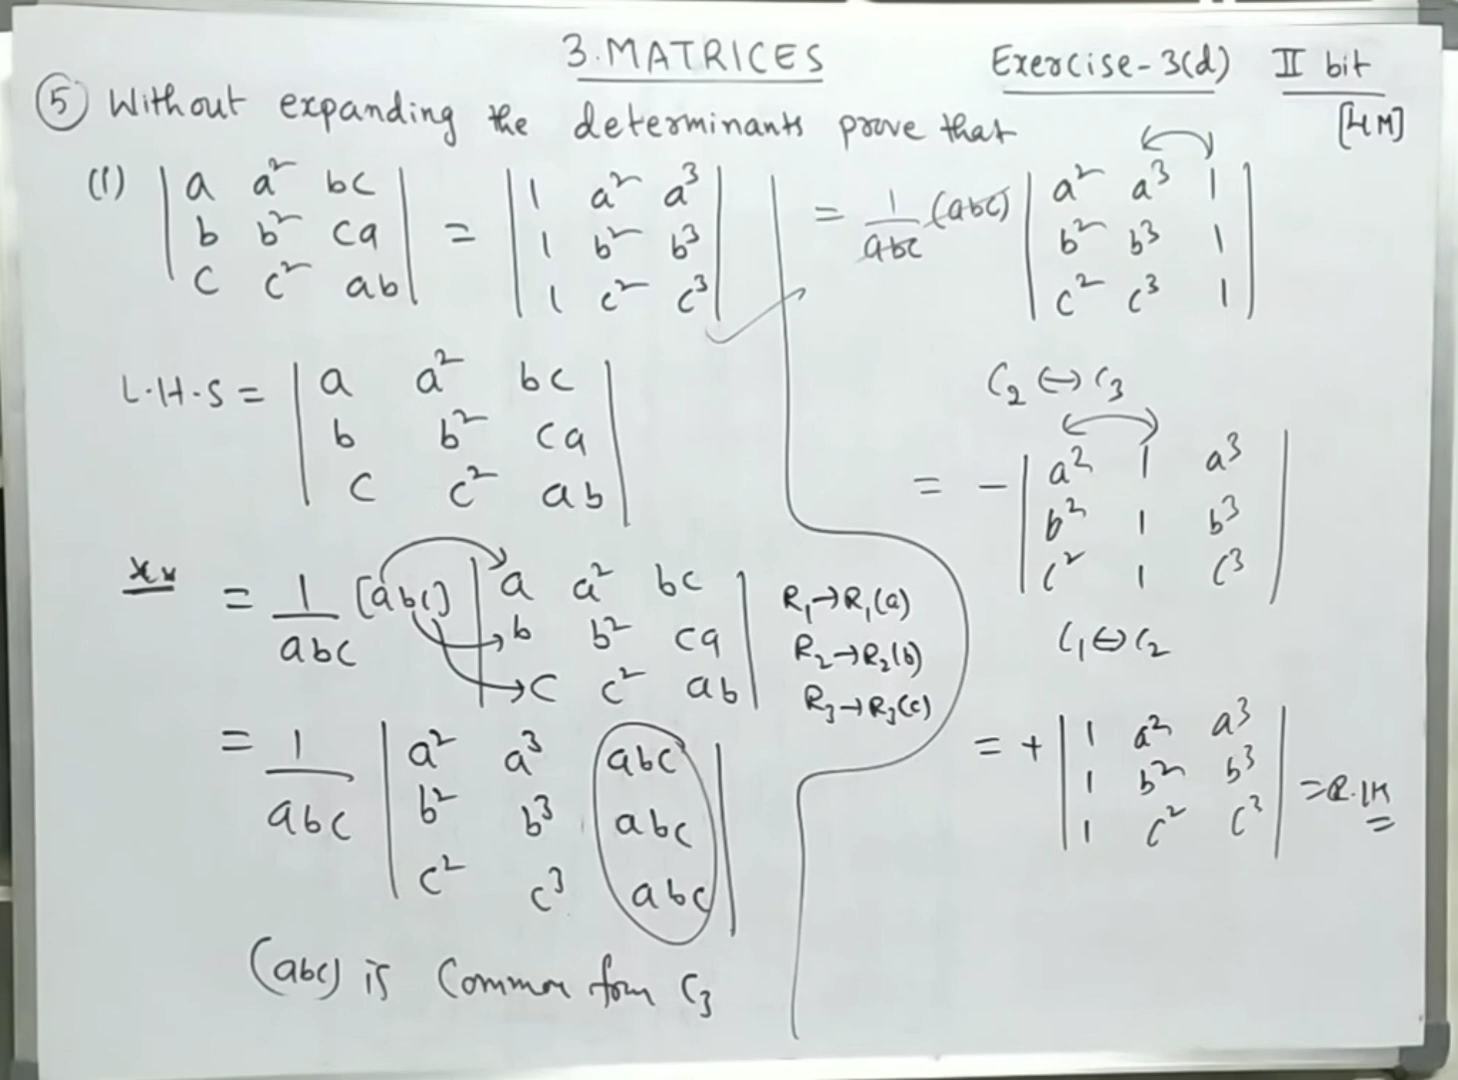 3. MATRICES
Exercise-3(d) II bit
[4M]
(5) Without expanding the determinants prove that
(1) | a a² bc | = | 1 a² a³ |
| b b² ca | = | 1 b² b³ |
| c c² ab | | 1 c² c³ |
L.H.S = | a a² bc |
| b b² ca |
| c c² ab |
= 1/abc [abc] | a a² bc | R₁→R₁(a)
| b b² ca | R₂→R₂(b)
| c c² ab | R₃→R₃(c)
= 1/abc | a² a³ abc |
| b² b³ abc |
| c² c³ abc |
(abc) is Common from C₃
= 1/abc (abc) | a² a³ 1 |
| b² b³ 1 |
| c² c³ 1 |
C₂ ↔ C₃
= - | a² 1 a³ |
| b² 1 b³ |
| c² 1 c³ |
C₁ ↔ C₂
= + | 1 a² a³ |
| 1 b² b³ | =
| 1 c² c³ |